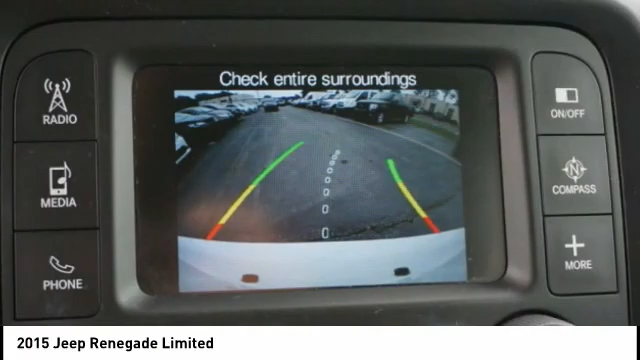 Check entire surroundings
RADIO
MEDIA
PHONE
ON/OFF
COMPASS
MORE
2015 Jeep Renegade Limited